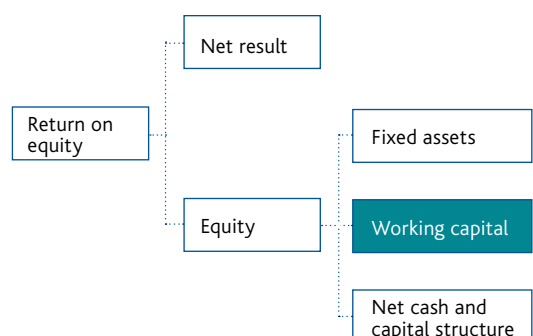 Net result
Return on
equity
Fixed assets
Equity
Working capital
Net cash and
capital structure